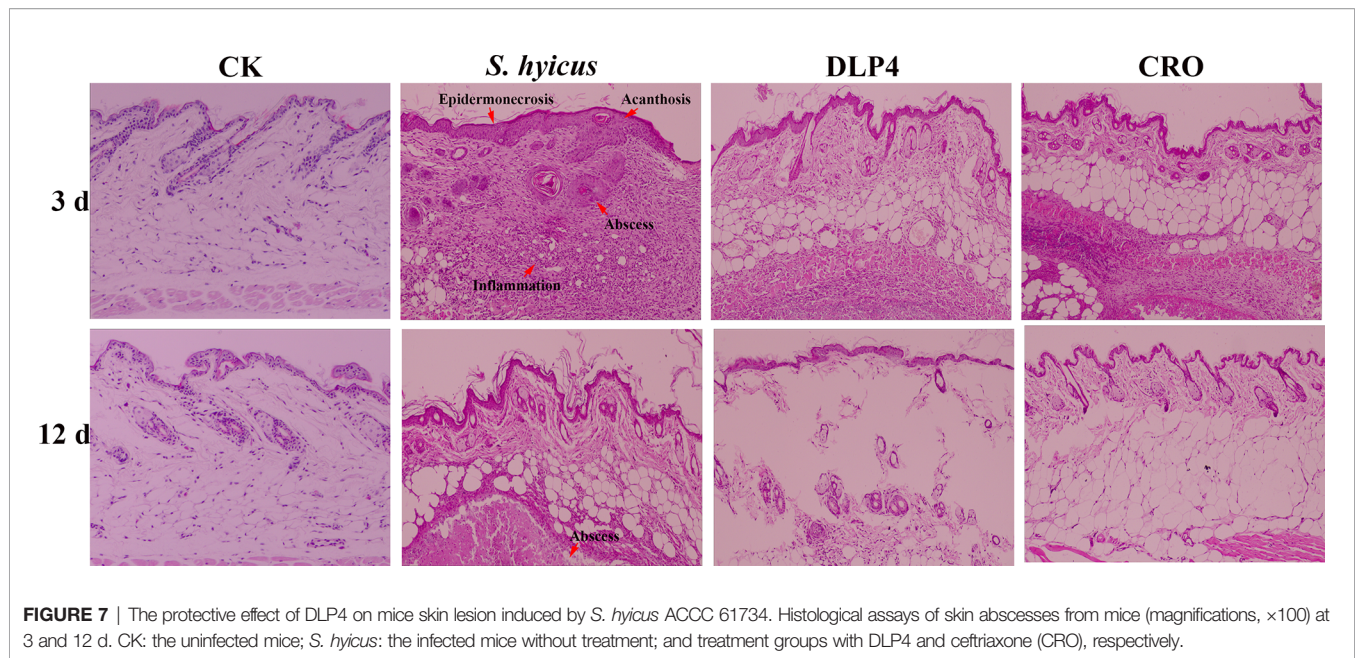 CK
S. hyicus
DLP4
CRO
3 d
Epidermonecrosis
Acanthosis
Abscess
Inflammation
12 d
Abscess
FIGURE 7 | The protective effect of DLP4 on mice skin lesion induced by S. hyicus ACCC 61734. Histological assays of skin abscesses from mice (magnifications, ×100) at
3 and 12 d. CK: the uninfected mice; S. hyicus: the infected mice without treatment; and treatment groups with DLP4 and ceftriaxone (CRO), respectively.